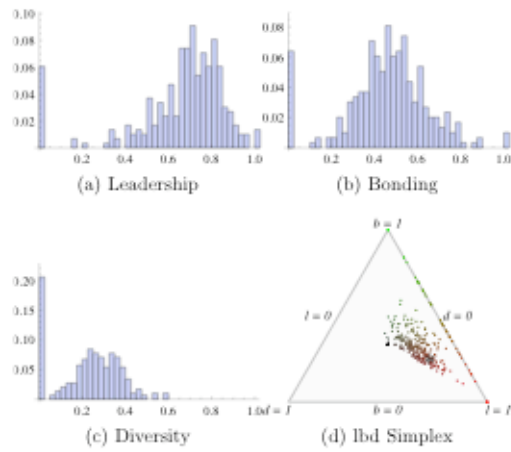 0.10
0.08
0.06
0.04
0.02
0.2 0.4 0.6 0.8 1.0
(a) Leadership
0.08
0.06
0.04
0.02
0.2 0.4 0.6 0.8 1.0
(b) Bonding
0.20
0.15
0.10
0.05
0.2 0.4 0.6 0.8 1.0
(c) Diversity
b = 1
l = 0 d = 0
d = 1 b = 0 l = 1
(d) lbd Simplex